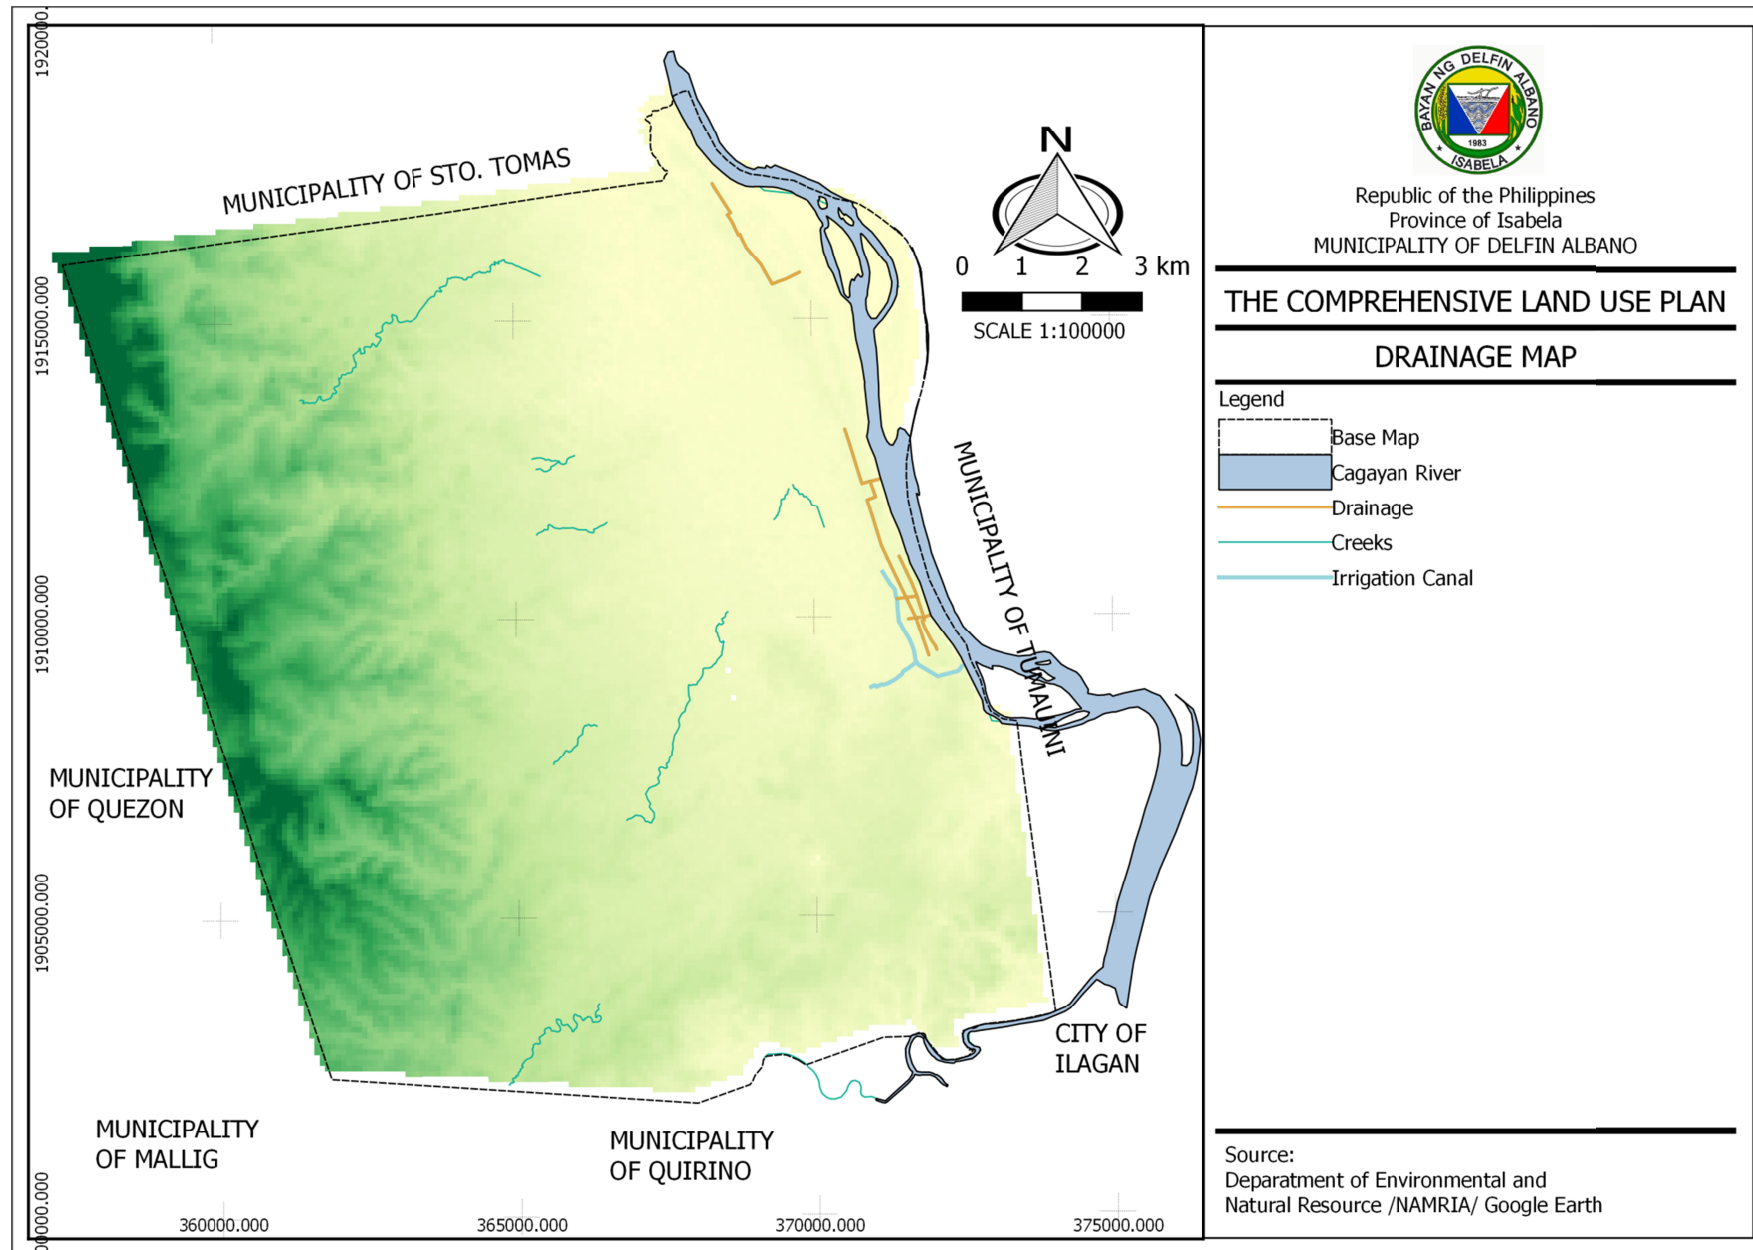 1920000.
1915000.000
1910000.000
1905000.000
00000.000
360000.000
365000.000
370000.000
375000.000
MUNICIPALITY OF STO. TOMAS
N
0 1 2 3 km
SCALE 1:100000
MUNICIPALITY OF TUMAUINI
MUNICIPALITY
OF QUEZON
CITY OF
ILAGAN
MUNICIPALITY
OF MALLIG
MUNICIPALITY
OF QUIRINO
BAYAN NG DELFIN ALBANO
1983
ISABELA
Republic of the Philippines
Province of Isabela
MUNICIPALITY OF DELFIN ALBANO
THE COMPREHENSIVE LAND USE PLAN
DRAINAGE MAP
Legend
Base Map
Cagayan River
Drainage
Creeks
Irrigation Canal
Source:
Deparatment of Environmental and
Natural Resource /NAMRIA/ Google Earth